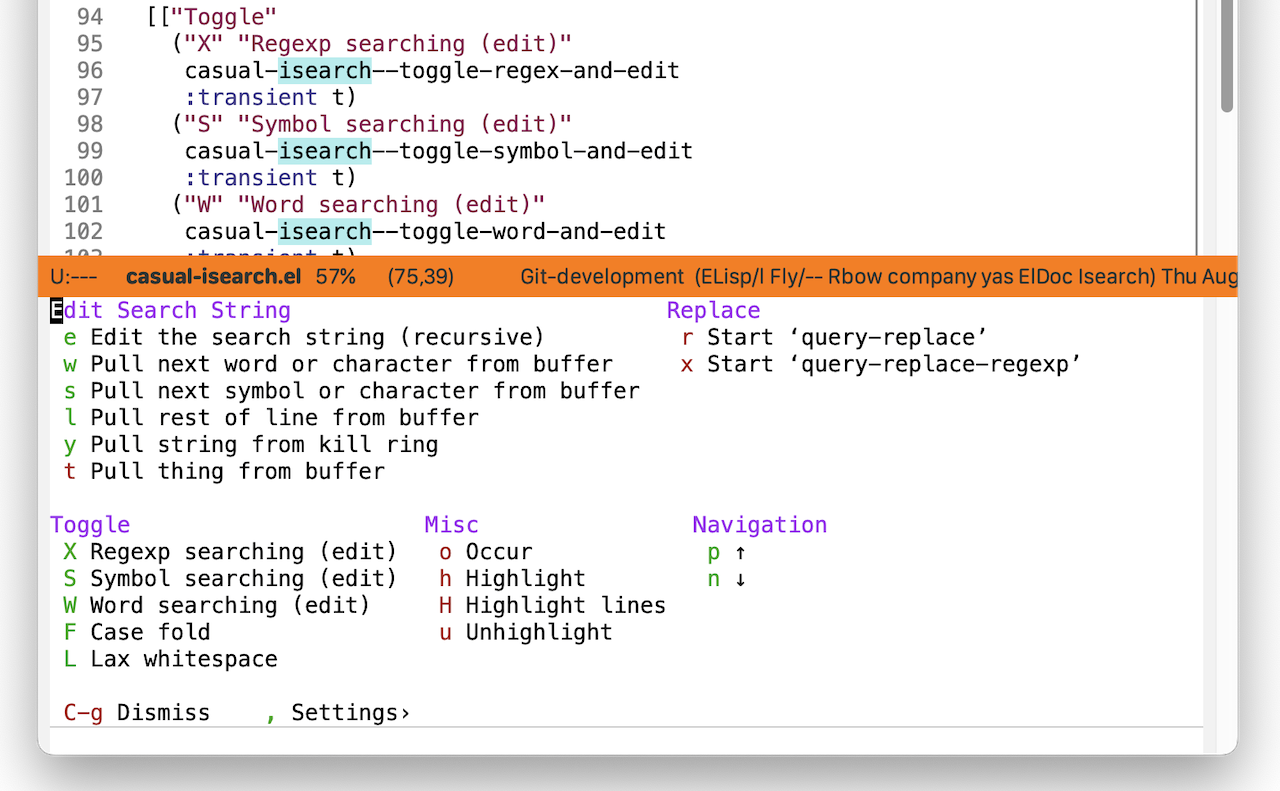 94 [["Toggle"
95 ("X" "Regexp searching (edit)"
96 casual-isearch--toggle-regex-and-edit
97 :transient t)
98 ("S" "Symbol searching (edit)"
99 casual-isearch--toggle-symbol-and-edit
100 :transient t)
101 ("W" "Word searching (edit)"
102 casual-isearch--toggle-word-and-edit
103 :transient t)
U:--- casual-isearch.el 57% (75,39) Git-development (ELisp/l Fly/-- Rbow company yas ElDoc Isearch) Thu Aug
Edit Search String Replace
e Edit the search string (recursive) r Start ‘query-replace’
w Pull next word or character from buffer x Start ‘query-replace-regexp’
s Pull next symbol or character from buffer
l Pull rest of line from buffer
y Pull string from kill ring
t Pull thing from buffer
Toggle Misc Navigation
X Regexp searching (edit) o Occur p ↑
S Symbol searching (edit) h Highlight n ↓
W Word searching (edit) H Highlight lines
F Case fold u Unhighlight
L Lax whitespace
C-g Dismiss , Settings›